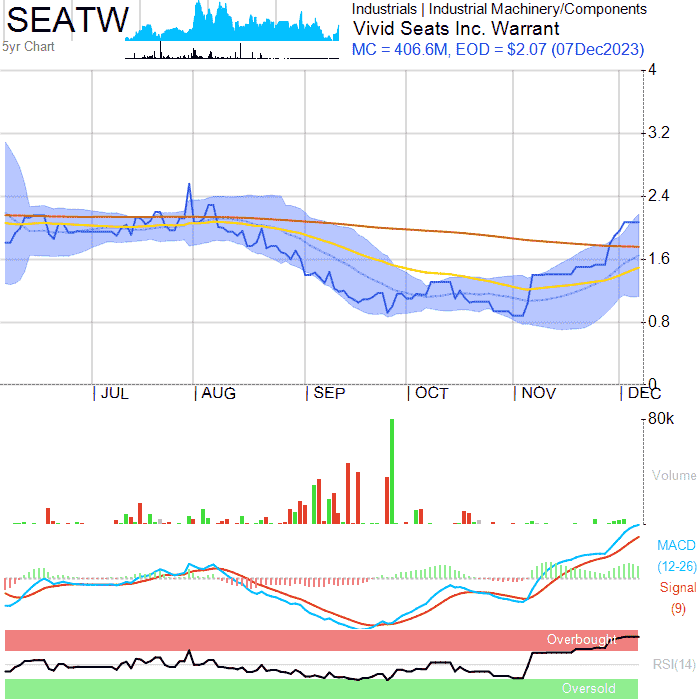 SEATW
5yr Chart
Industrials | Industrial Machinery/Components
Vivid Seats Inc. Warrant
MC = 406.6M, EOD = $2.07 (07Dec2023)
4
3.2
2.4
1.6
0.8
0
JUL
AUG
SEP
OCT
NOV
DEC
80k
Volume
MACD
(12-26)
Signal
(9)
Overbought
RSI(14)
Oversold